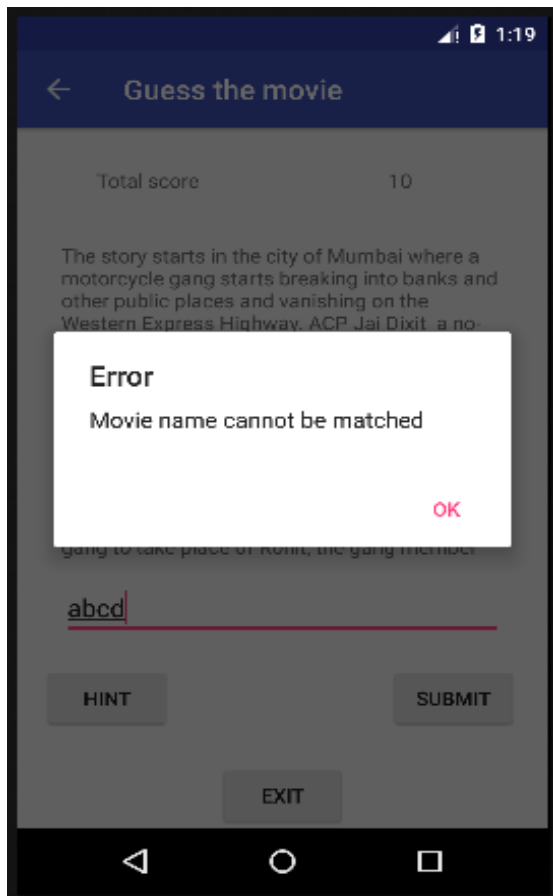 1:19
Guess the movie
Total score 10
The story starts in the city of Mumbai where a
motorcycle gang starts breaking into banks and
other public places and vanishing on the
Western Express Highway. ACP Jai Dixit, a no-
Error
Movie name cannot be matched
OK
gang to take place of Rohit, the gang member
abcd
HINT SUBMIT
EXIT